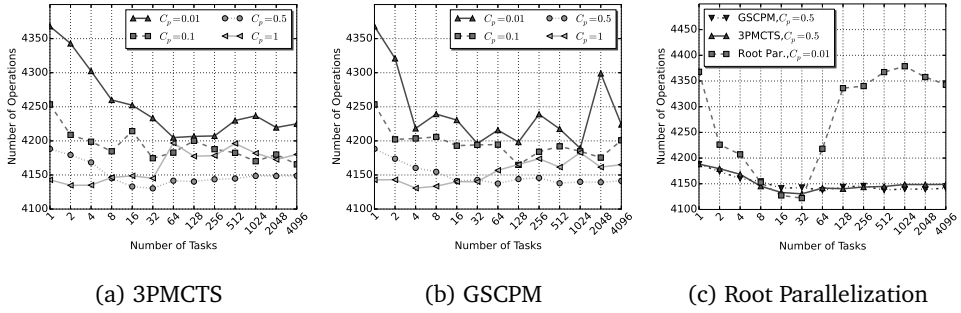 Number of Operations
4350
4300
4250
4200
4150
4100
C_p=0.01
C_p=0.1
C_p=0.5
C_p=1
1 2 4 8 16 32 64 128 256 512 1024 2048 4096
Number of Tasks
(a) 3PMCTS
Number of Operations
4350
4300
4250
4200
4150
4100
C_p=0.01
C_p=0.1
C_p=0.5
C_p=1
1 2 4 8 16 32 64 128 256 512 1024 2048 4096
Number of Tasks
(b) GSCPM
Number of Operations
4450
4400
4350
4300
4250
4200
4150
4100
GSCPM,C_p=0.5
3PMCTS,C_p=0.5
Root Par.,C_p=0.01
1 2 4 8 16 32 64 128 256 512 1024 2048 4096
Number of Tasks
(c) Root Parallelization